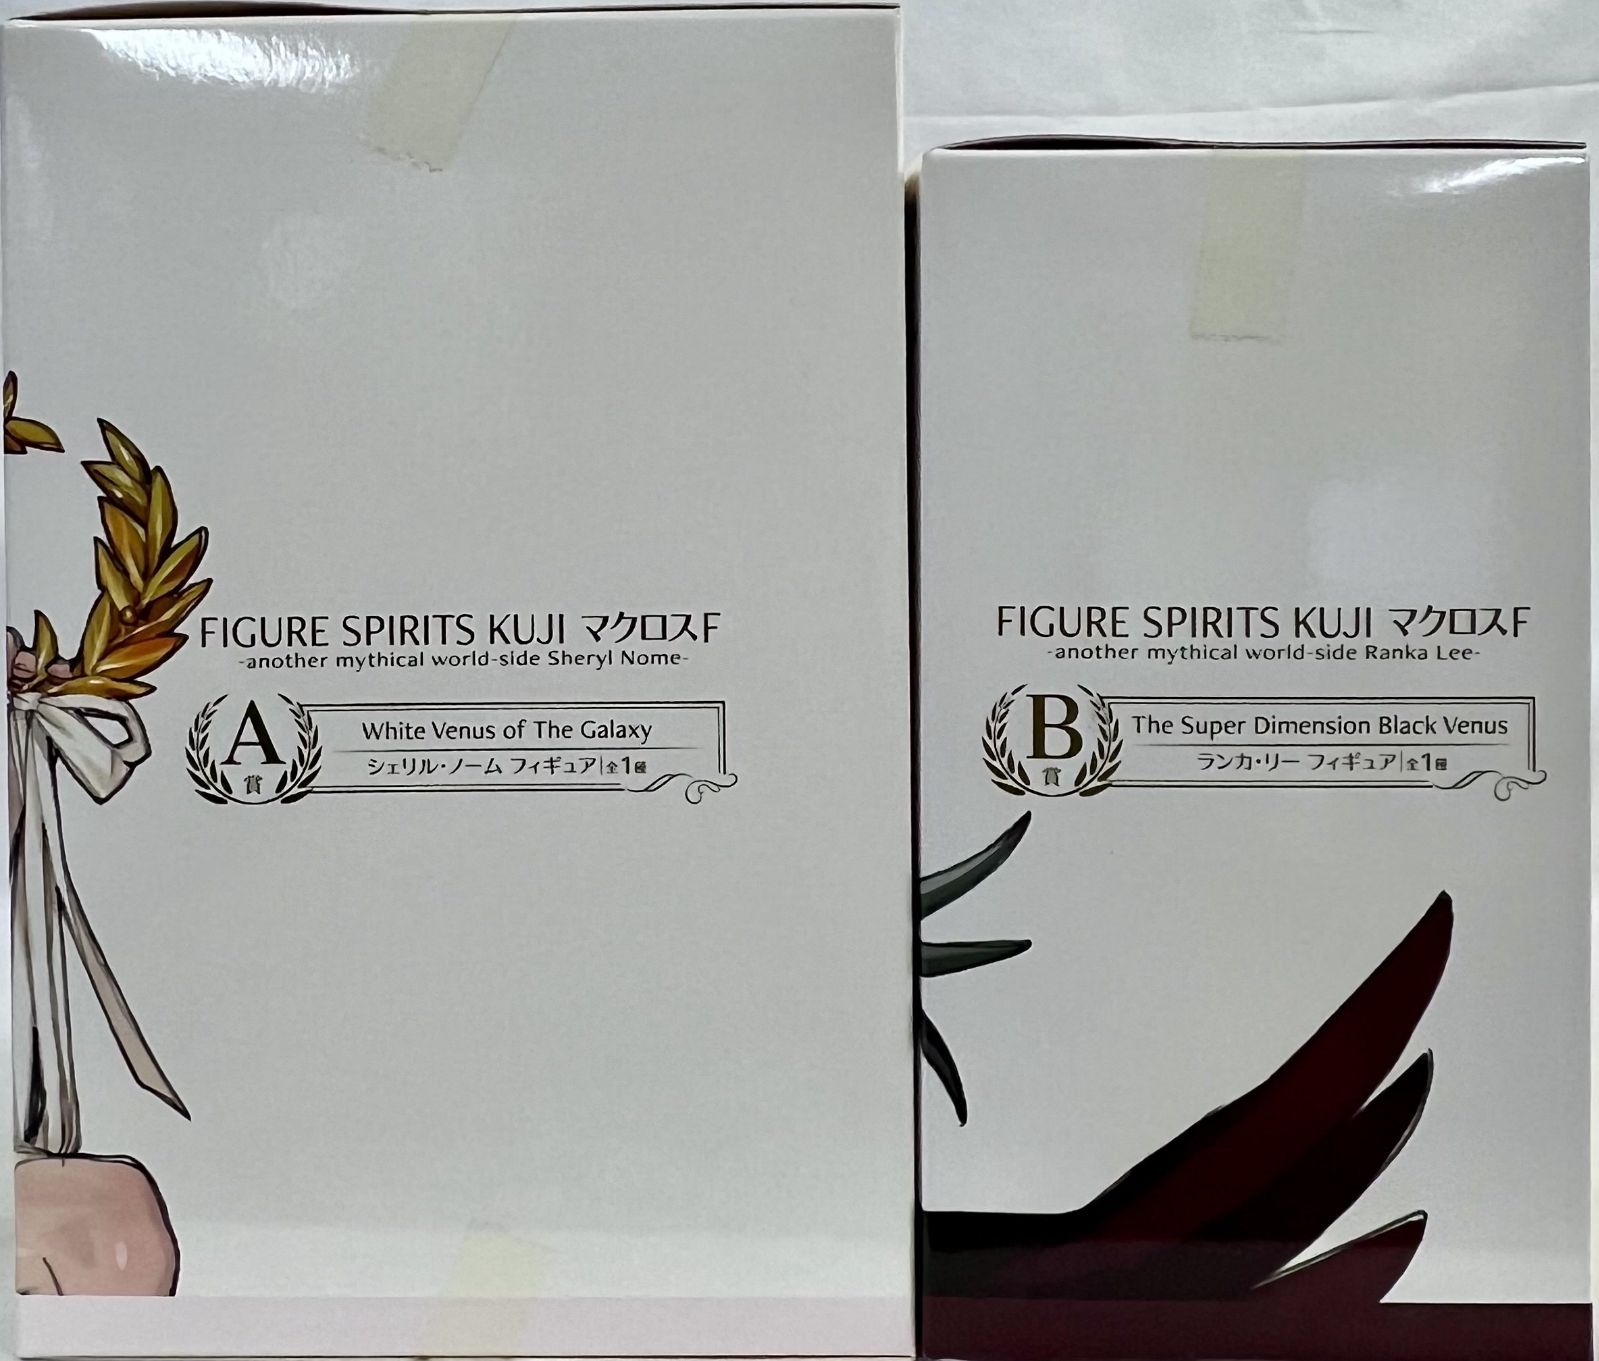 FIGURE SPIRITS KUJI マクロスF
-another mythical world-side Sheryl Nome-
A賞
White Venus of The Galaxy
シェリル・ノーム フィギュア|全1種
FIGURE SPIRITS KUJI マクロスF
-another mythical world-side Ranka Lee-
B賞
The Super Dimension Black Venus
ランカ・リー フィギュア|全1種